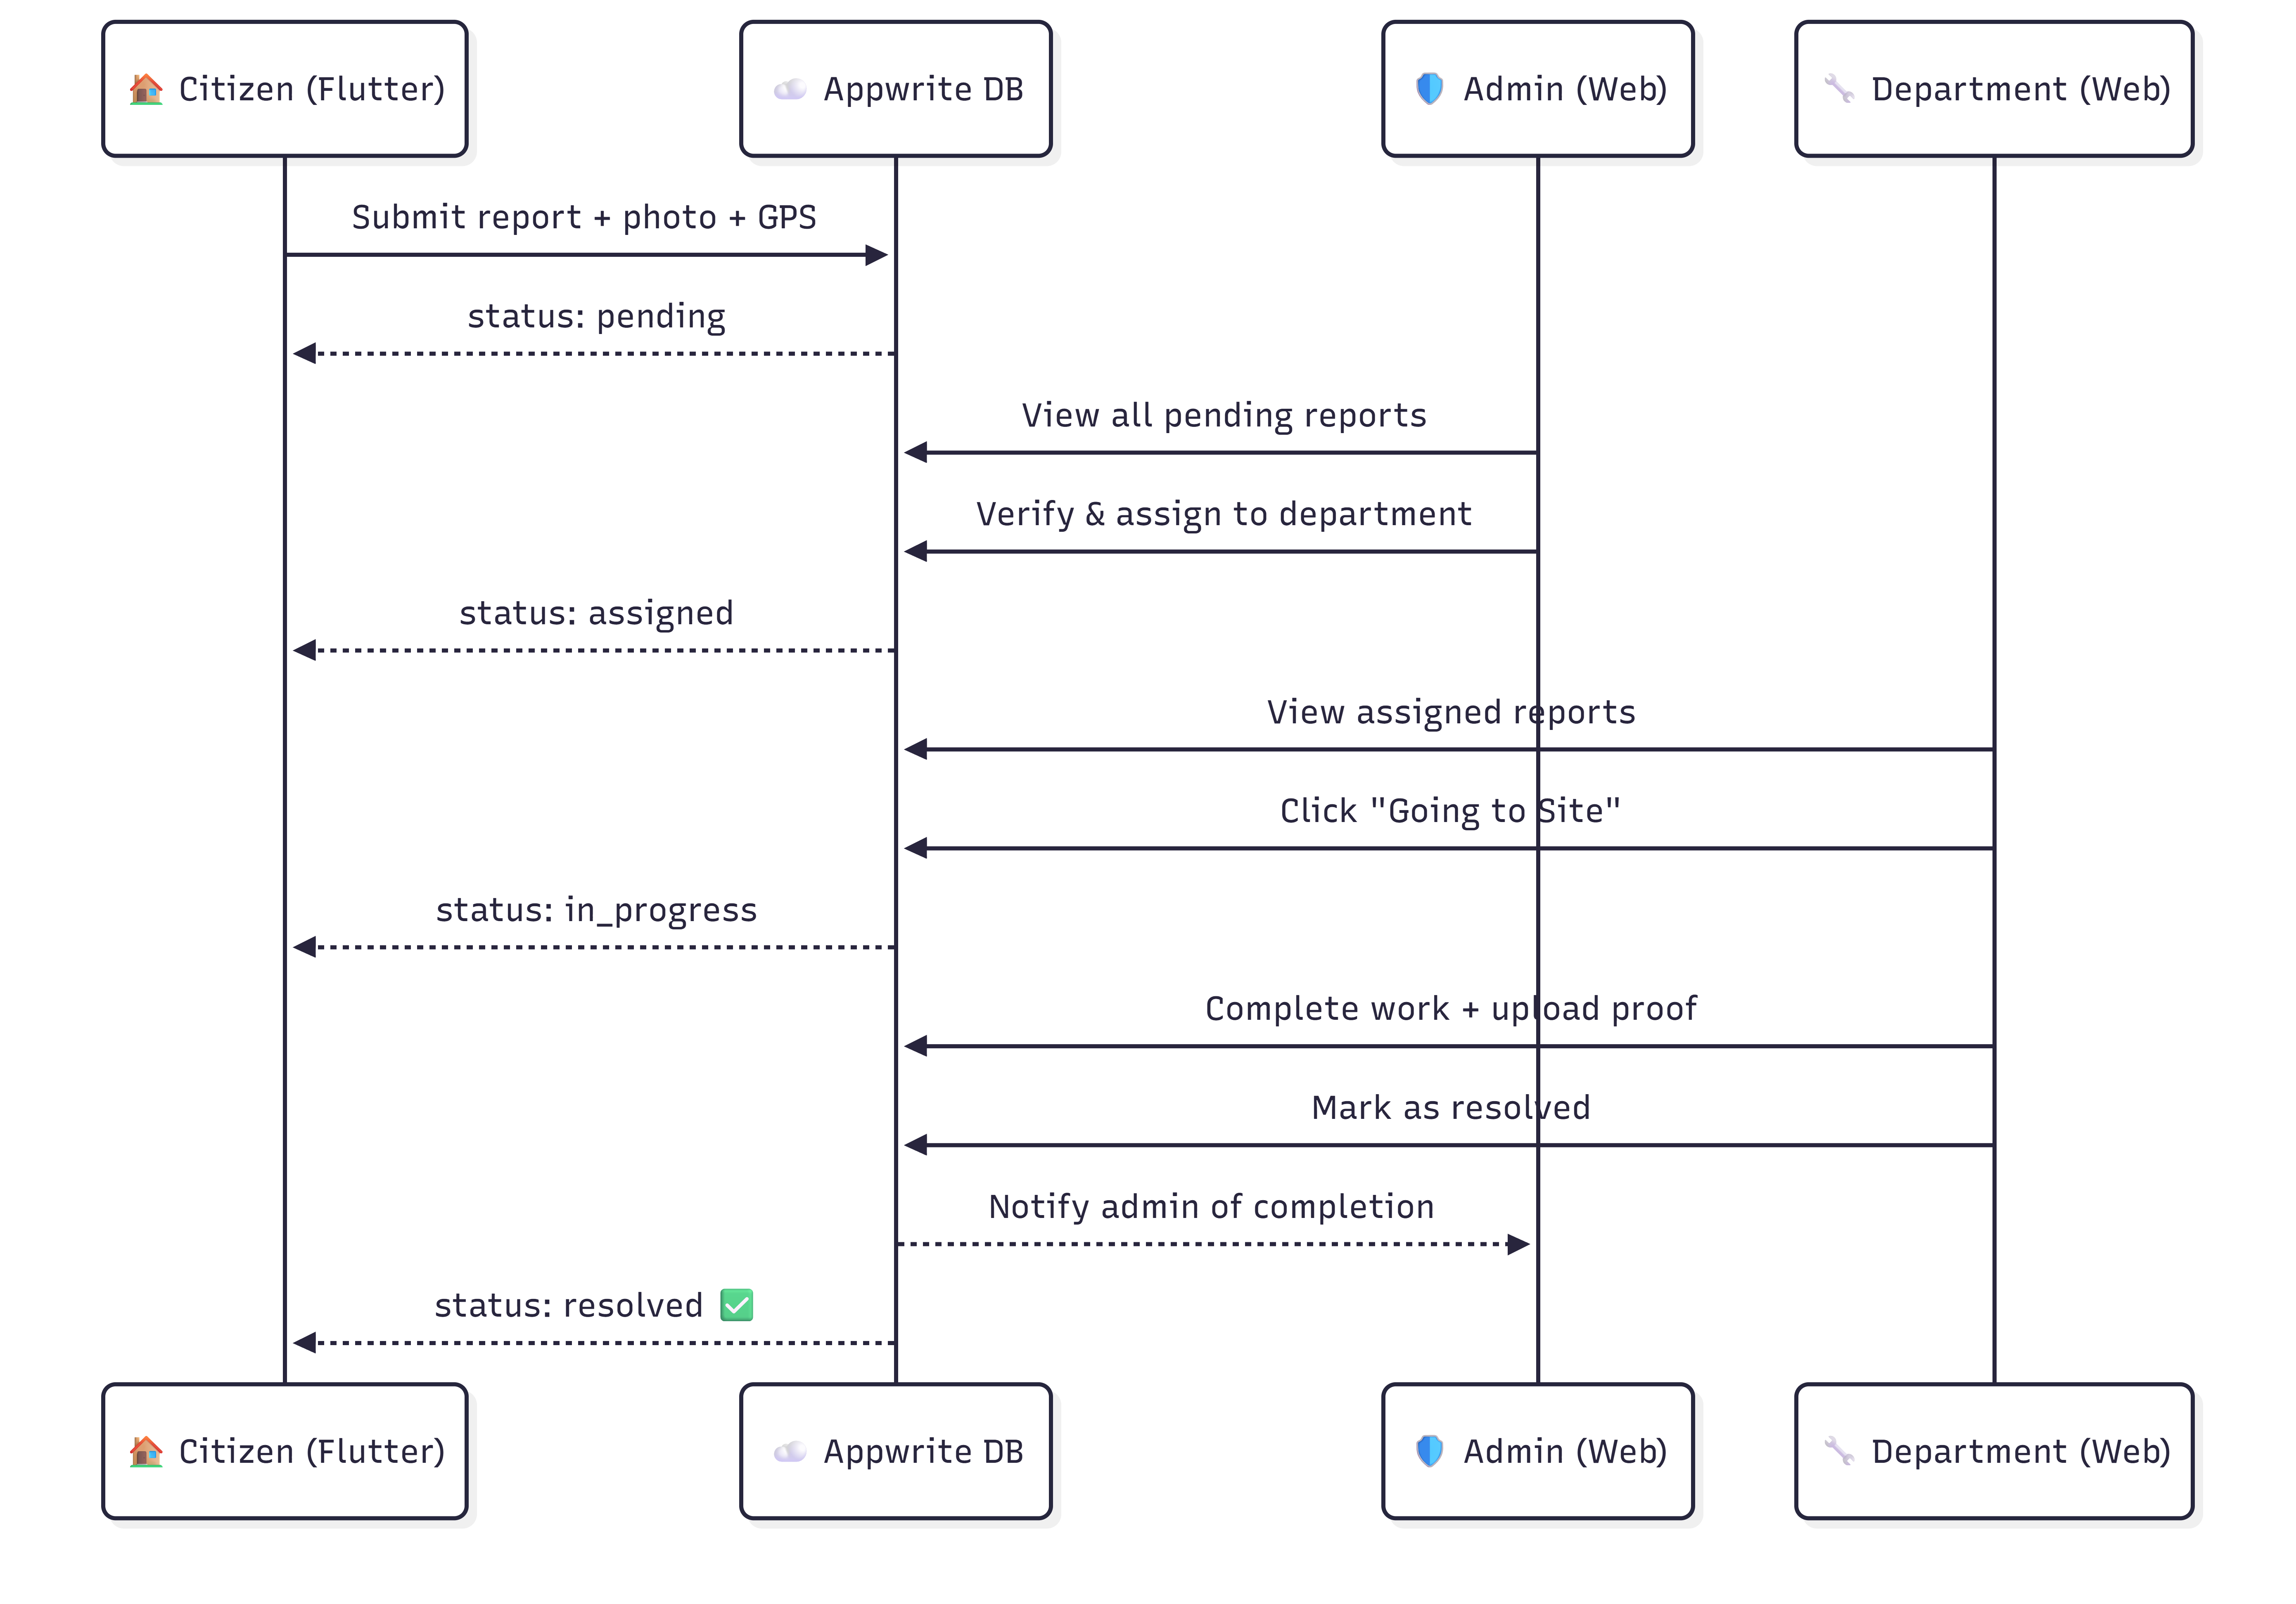 🏠 Citizen (Flutter)
☁️ Appwrite DB
🛡️ Admin (Web)
🔧 Department (Web)
Submit report + photo + GPS
status: pending
View all pending reports
Verify & assign to department
status: assigned
View assigned reports
Click "Going to Site"
status: in_progress
Complete work + upload proof
Mark as resolved
Notify admin of completion
status: resolved ✅
🏠 Citizen (Flutter)
☁️ Appwrite DB
🛡️ Admin (Web)
🔧 Department (Web)